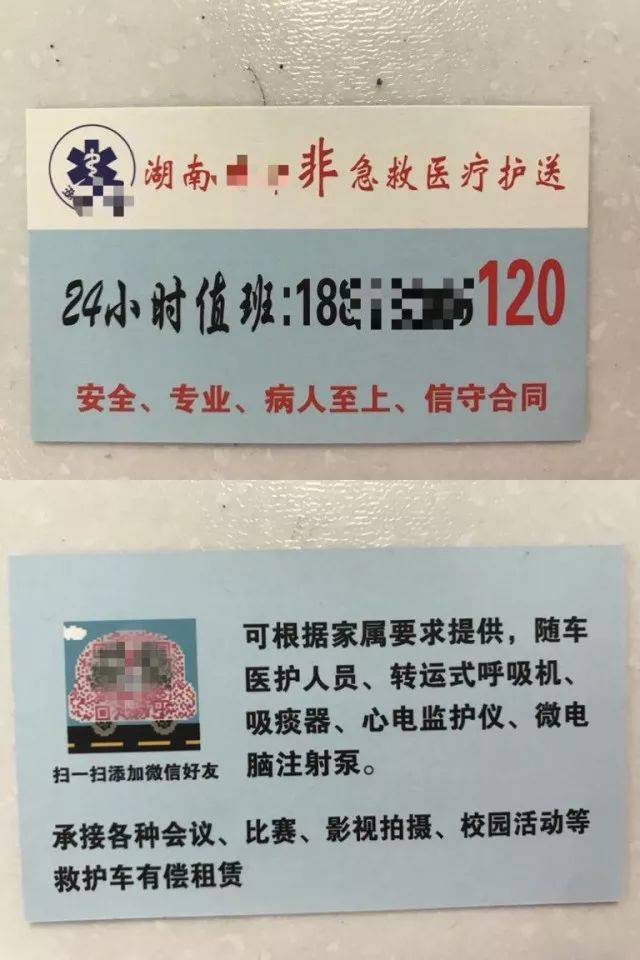 湖南 非急救医疗护送
24小时值班:18 120
安全、专业、病人至上、信守合同
可根据家属要求提供，随车
医护人员、转运式呼吸机、
吸痰器、心电监护仪、微电
脑注射泵。
扫一扫添加微信好友
承接各种会议、比赛、影视拍摄、校园活动等
救护车有偿租赁